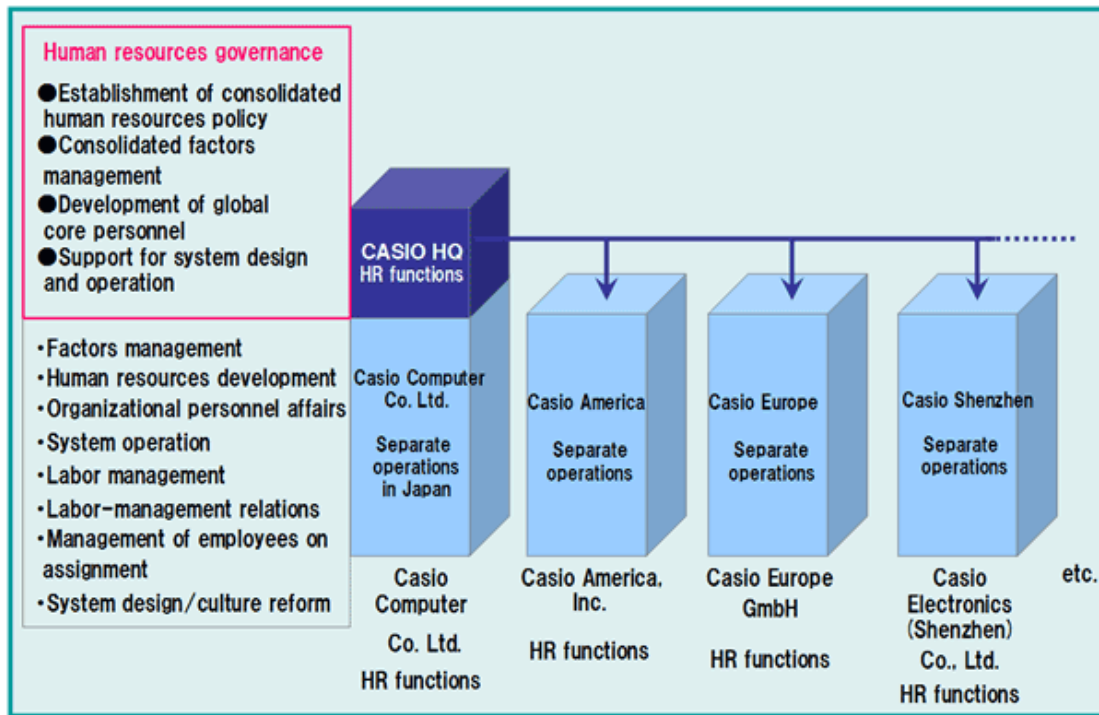 Human resources governance
●Establishment of consolidated
human resources policy
●Consolidated factors
management
●Development of global
core personnel
●Support for system design
and operation
・Factors management
・Human resources development
・Organizational personnel affairs
・System operation
・Labor management
・Labor-management relations
・Management of employees on
assignment
・System design/culture reform
CASIO HQ
HR functions
Casio Computer
Co. Ltd.
Separate
operations
in Japan
Casio America
Separate
operations
Casio Europe
Separate
operations
Casio Shenzhen
Separate
operations
Casio
Computer
Co. Ltd.
HR functions
Casio America,
Inc.
HR functions
Casio Europe
GmbH
HR functions
Casio
Electronics
(Shenzhen)
Co., Ltd.
HR functions
etc.